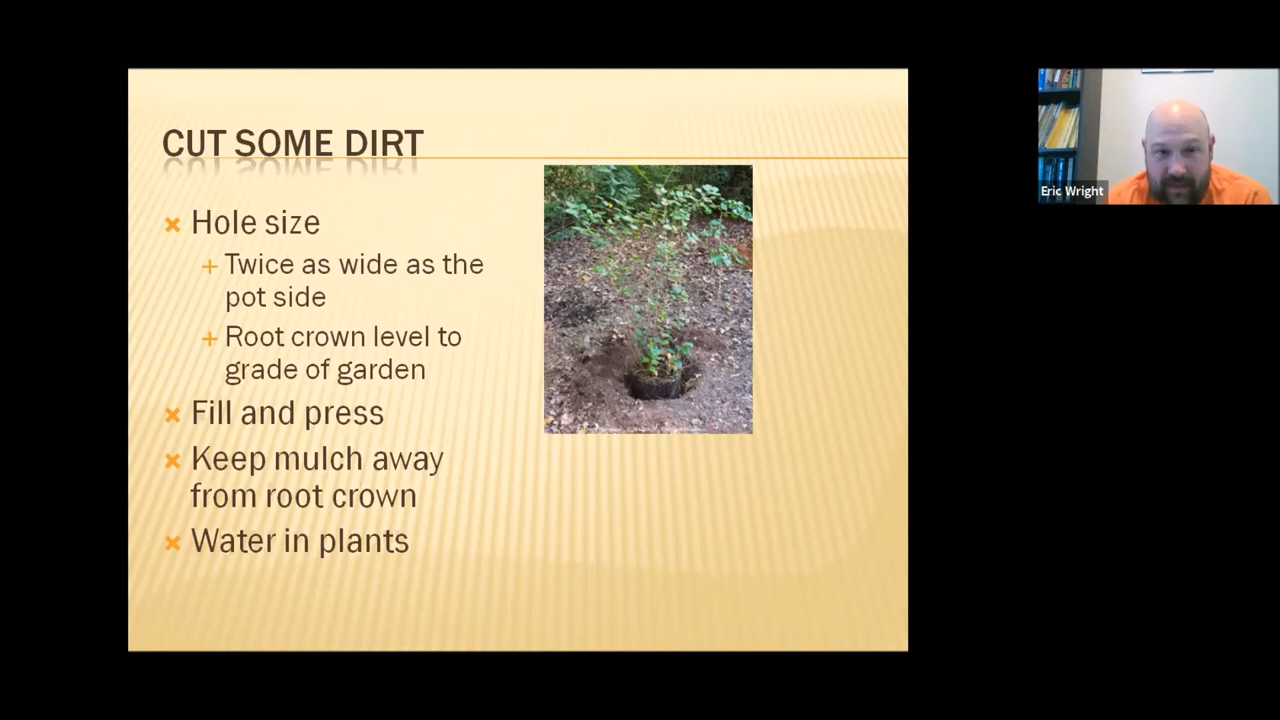 CUT SOME DIRT
Hole size
Twice as wide as the
pot side
Root crown level to
grade of garden
Fill and press
Keep mulch away
from root crown
Water in plants
Eric Wright